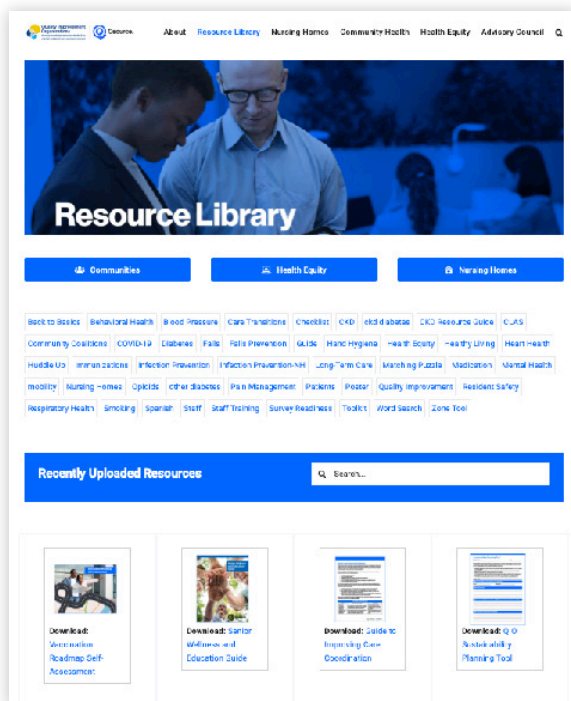 Quality Improvement
Organizations
Qsource.
About Resource Library Nursing Homes Community Health Health Equity Advisory Council
Resource Library
Communities
Health Equity
Nursing Homes
Back to Basics Behavioral Health Blood Pressure Care Transitions Checklist CKD ckd diabetes CKD Resource Guide CLAS
Community Coalitions COVID-19 Diabetes Falls Falls Prevention Guide Hand Hygiene Health Equity Healthy Living Heart Health
Huddle Up Immunizations Infection Prevention Infection Prevention-NH Long-Term Care Matching Puzzle Medication Mental Health
mobility Nursing Homes Opioids other diabetes Pain Management Patients Poster Quality Improvement Resident Safety
Respiratory Health Smoking Spanish Staff Staff Training Survey Readiness Toolkit Word Search Zone Tool
Recently Uploaded Resources
Search...
Download:
Vaccination
Roadmap Self-
Assessment
Download: Senior
Wellness and
Education Guide
Download: Guide to
Improving Care
Coordination
Download:
Sustainability
Planning Tool